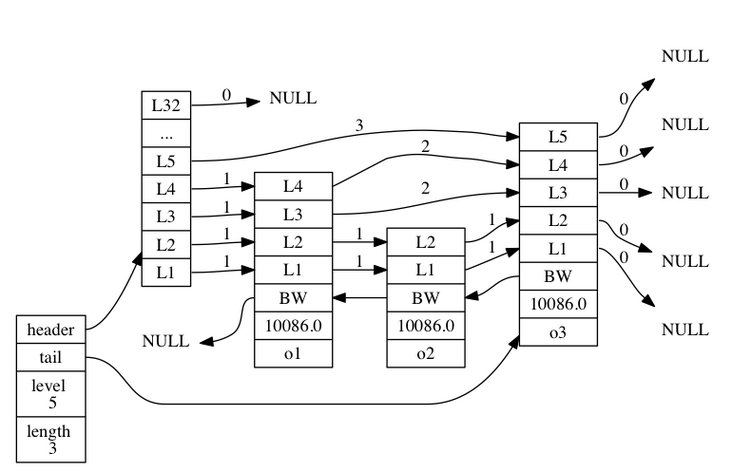 header
tail
level
5
length
3
L32
...
L5
L4
L3
L2
L1
0
NULL
3
1
1
1
1
NULL
L4
L3
L2
L1
BW
10086.0
o1
2
2
1
1
L2
L1
BW
10086.0
o2
1
1
L5
L4
L3
L2
L1
BW
10086.0
o3
0
NULL
0
NULL
0
NULL
0
NULL
0
NULL